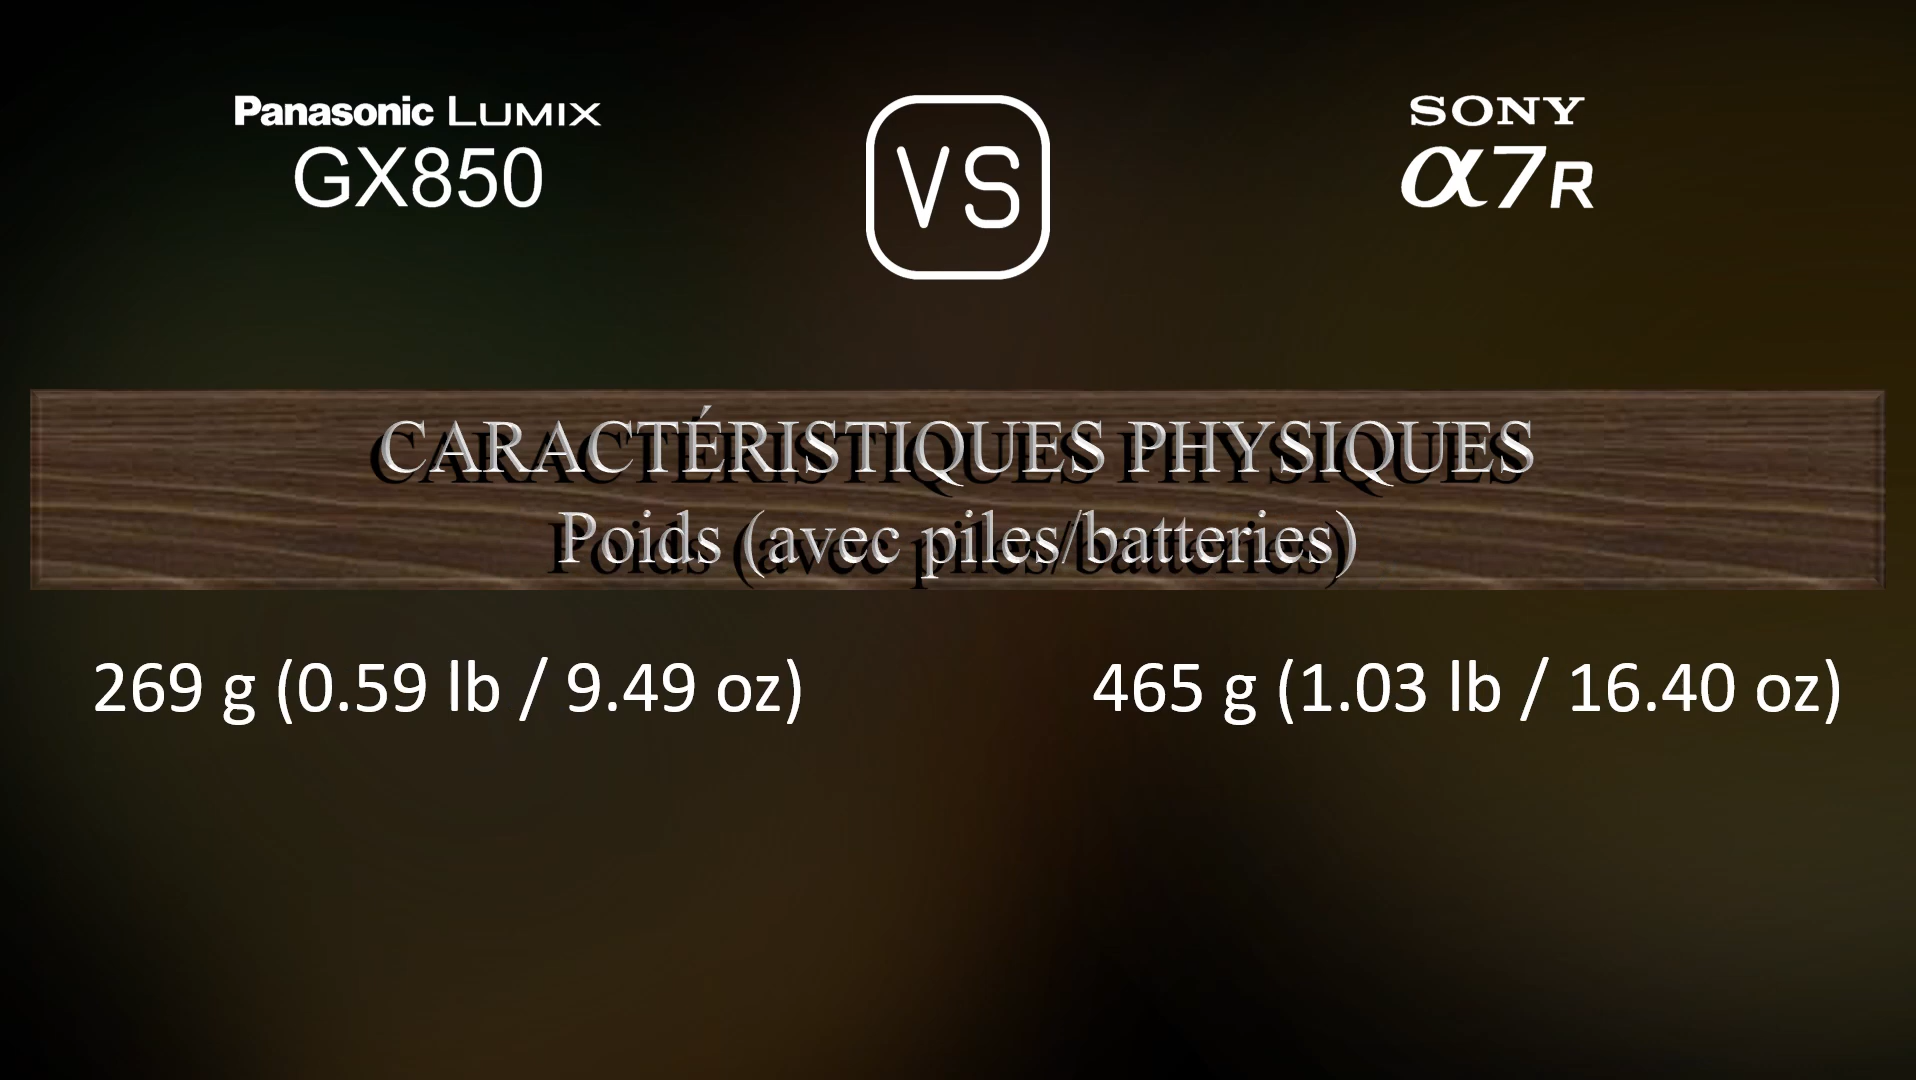 Panasonic LUMIX
GX850
VS
SONY
α7R
CARACTÉRISTIQUES PHYSIQUES
Poids (avec piles/batteries)
269 g (0.59 lb / 9.49 oz)
465 g (1.03 lb / 16.40 oz)